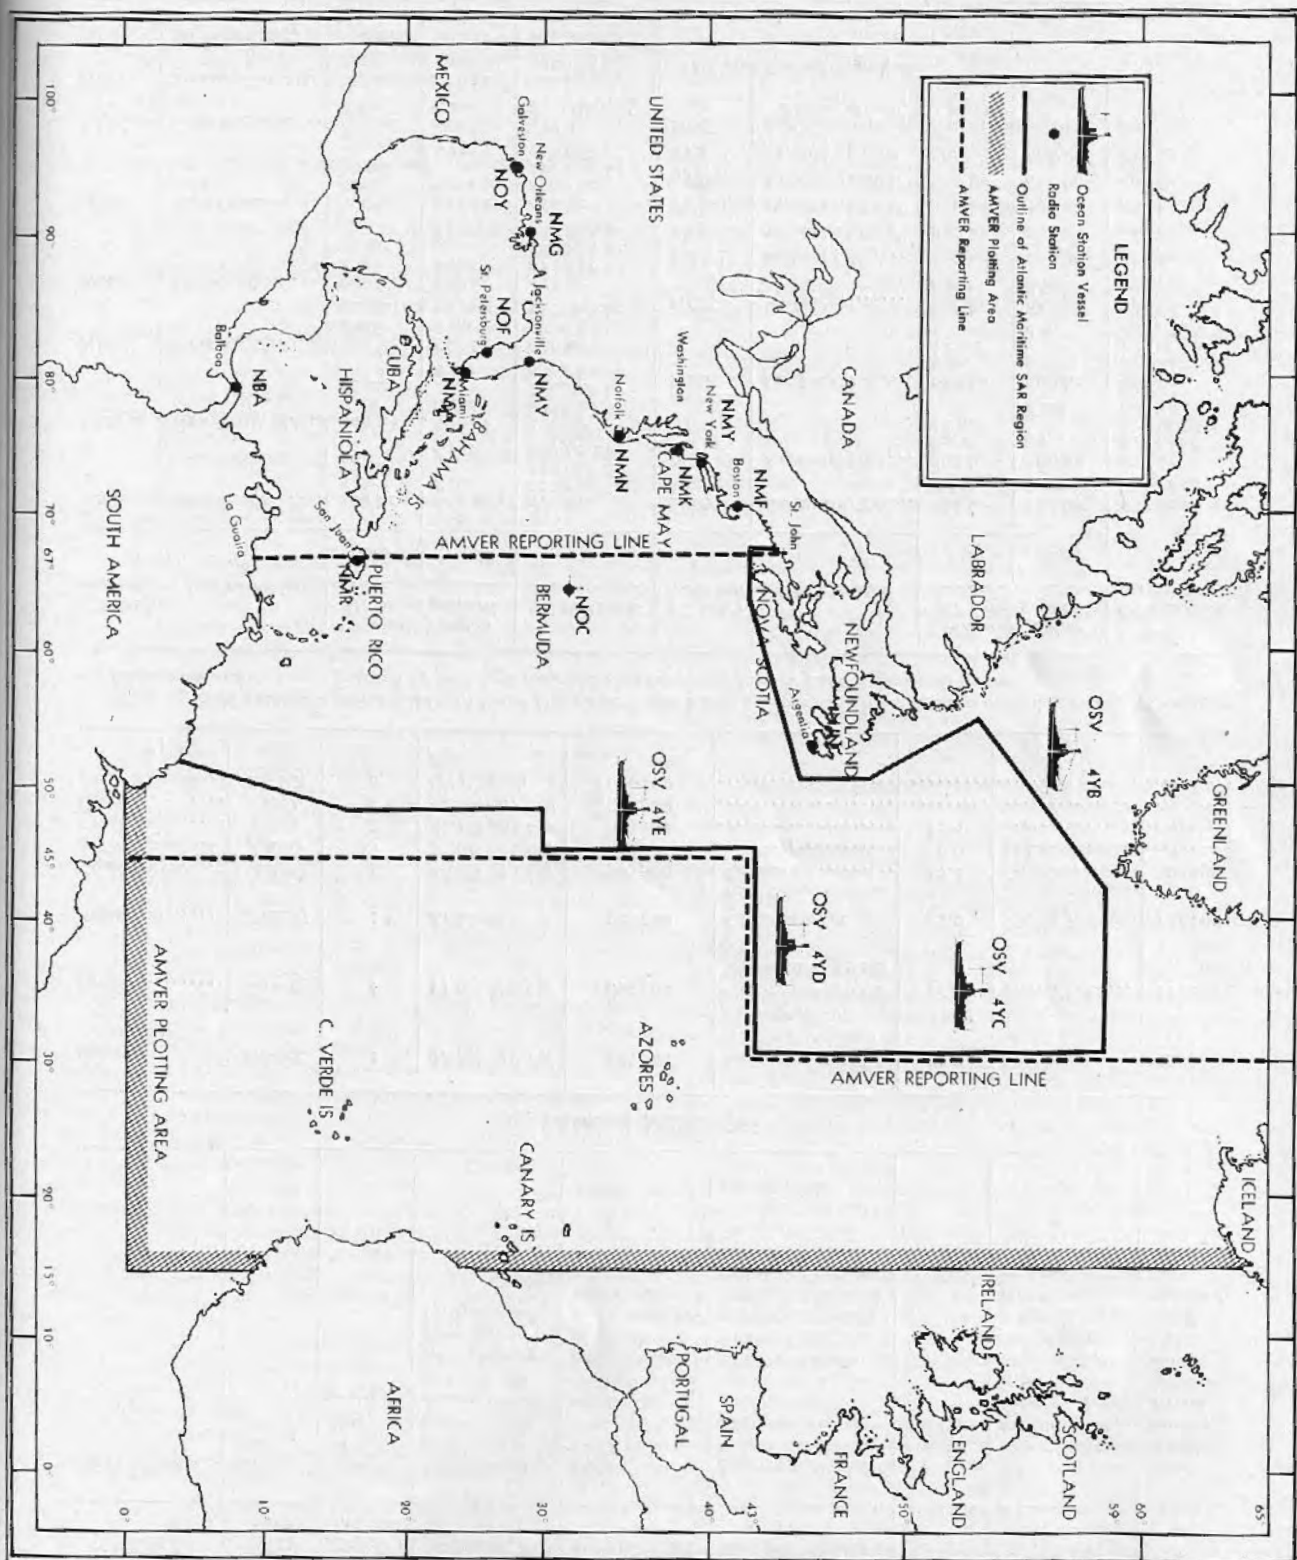 LEGEND
Ocean Station Vessel
Radio Station
Outline of Atlantic Maritime SAR Region
AMVER Plotting Area
AMVER Reporting Line
GREENLAND
ICELAND
OSV 4YB
OSV 4YC
OSV 4YD
OSV 4YE
LABRADOR
CANADA
NEWFOUNDLAND
Argentia
St. John
NOVA SCOTIA
SCOTLAND
IRELAND
ENGLAND
FRANCE
SPAIN
PORTUGAL
AMVER REPORTING LINE
AMVER REPORTING LINE
UNITED STATES
NMF
Boston
NMY
New York
Washington
NMK
CAPE MAY
Norfolk
NMN
AZORES
BERMUDA
NOC
New Orleans
NMG
Galveston
NOY
Jacksonville
NMV
St. Petersburg
NOF
Miami
NMA
BAHAMA IS
MEXICO
CUBA
HISPANIOLA
San Juan
NMR
PUERTO RICO
CANARY IS.
C. VERDE IS
AFRICA
Balboa
NBA
La Guaira
SOUTH AMERICA
AMVER PLOTTING AREA
100°
90°
80°
70°
67°
60°
50°
45°
40°
30°
20°
15°
10°
0°
65°
60°
59
50°
43°
40°
30°
20°
10°
0°